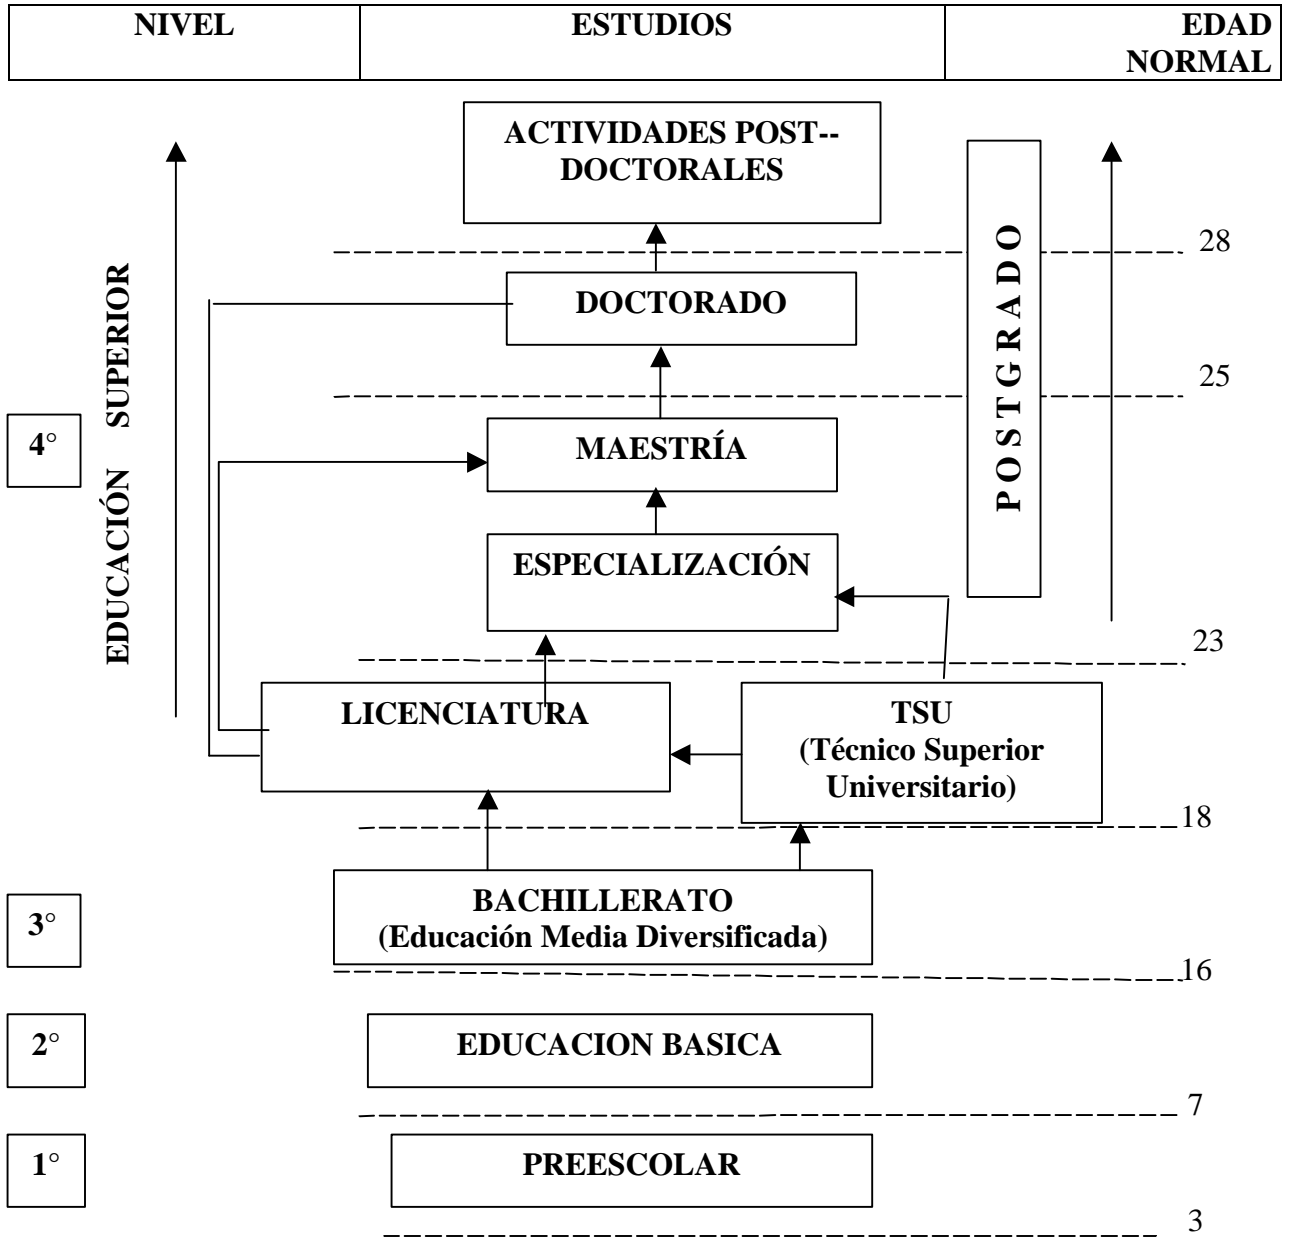 NIVEL
ESTUDIOS
EDAD
NORMAL
ACTIVIDADES POST--
DOCTORALES
28
DOCTORADO
25
MAESTRÍA
4°
EDUCACIÓN SUPERIOR
POSTGRADO
ESPECIALIZACIÓN
23
LICENCIATURA
TSU
(Técnico Superior
Universitario)
18
BACHILLERATO
(Educación Media Diversificada)
3°
16
2°
EDUCACION BASICA
7
1°
PREESCOLAR
3